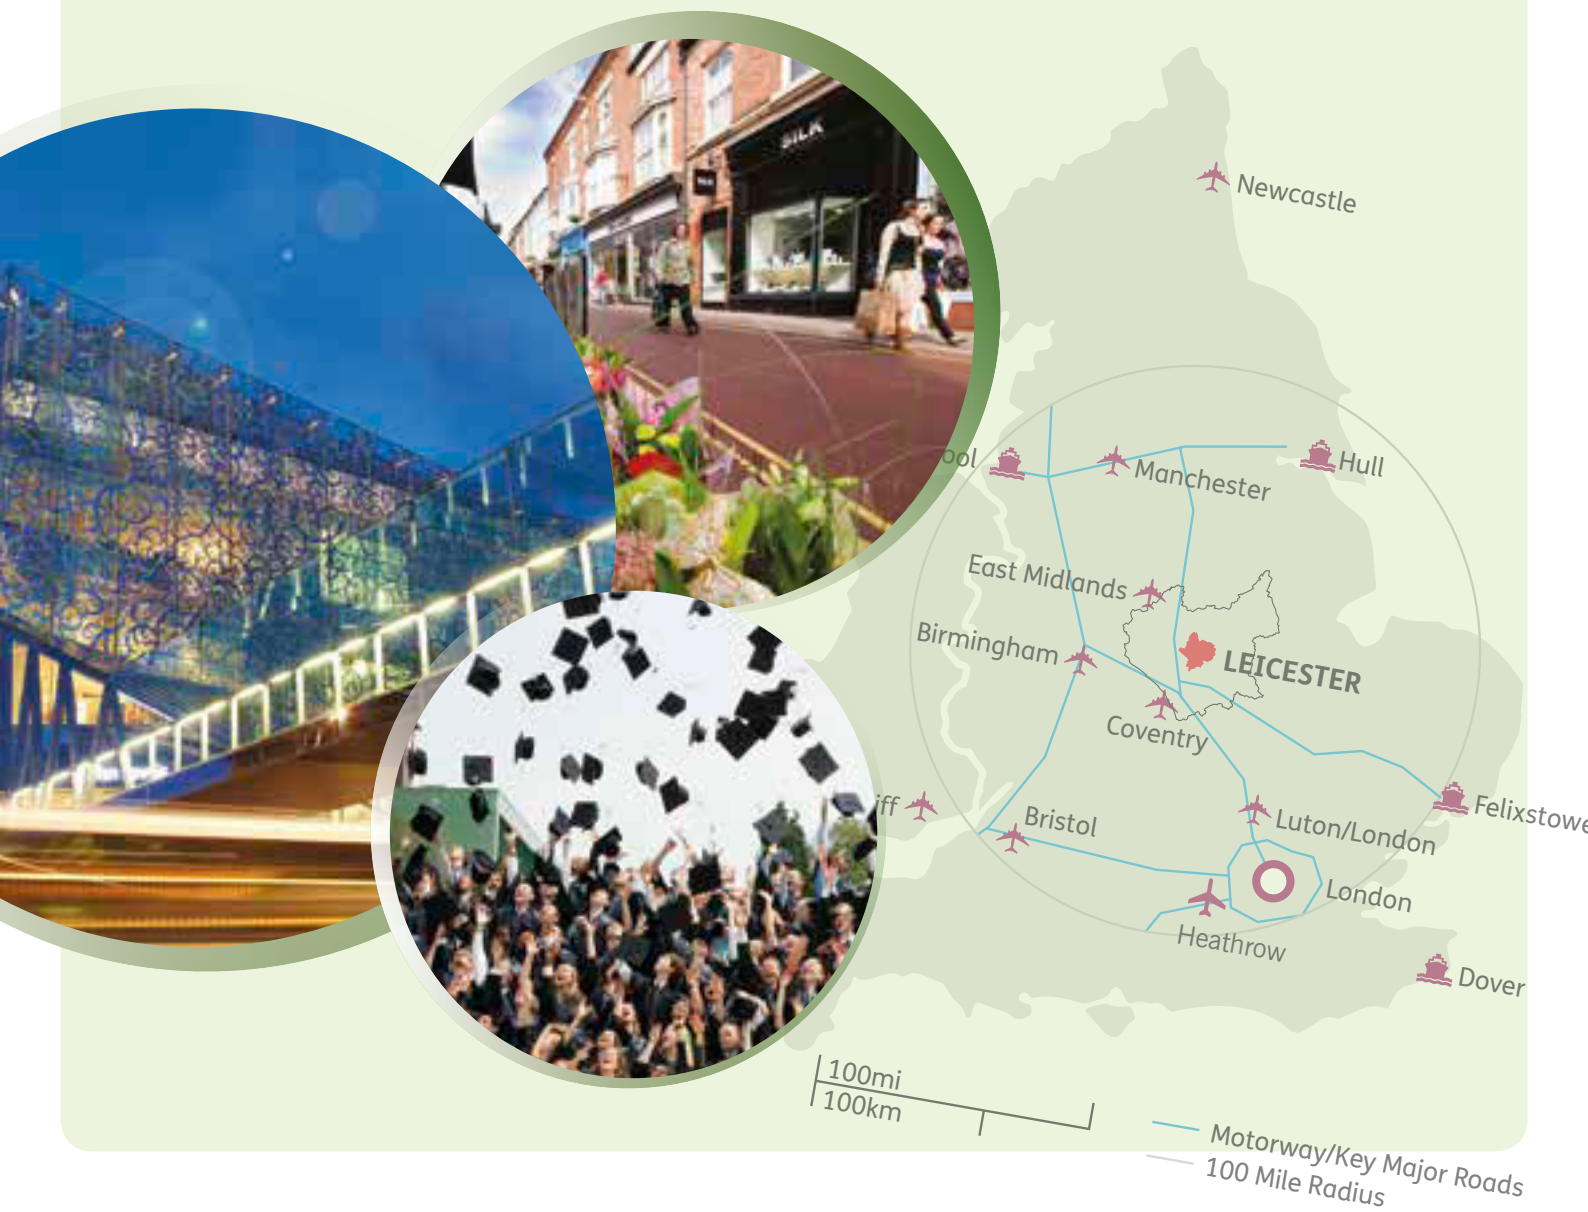 SILK
Newcastle
ool
Manchester
Hull
East Midlands
Birmingham
LEICESTER
Coventry
iff
Bristol
Luton/London
Felixstowe
London
Heathrow
Dover
100mi
100km
Motorway/Key Major Roads
100 Mile Radius